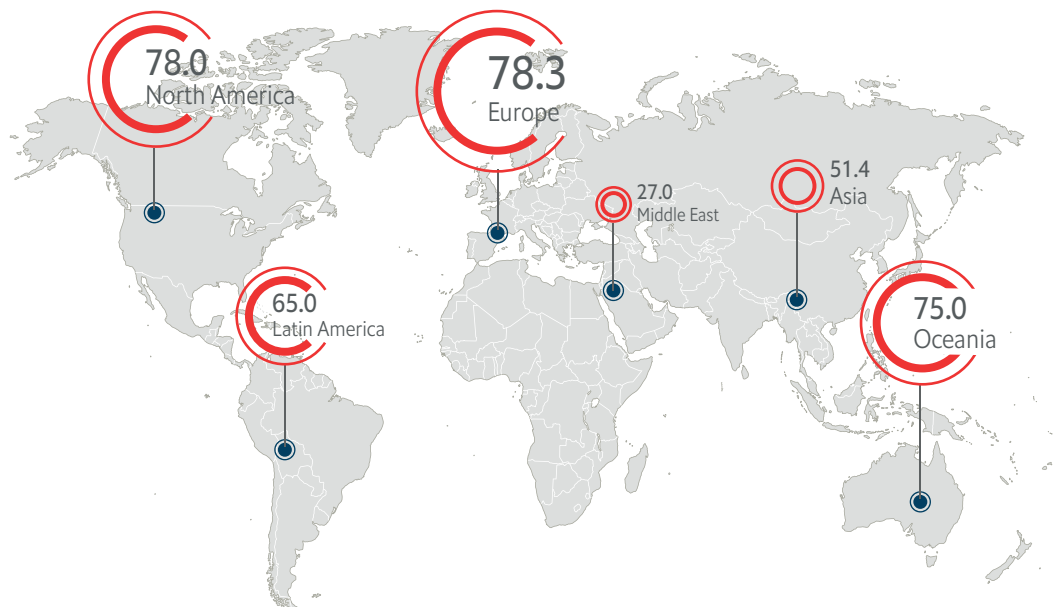 78.0
North America
78.3
Europe
27.0
Middle East
51.4
Asia
65.0
Latin America
75.0
Oceania